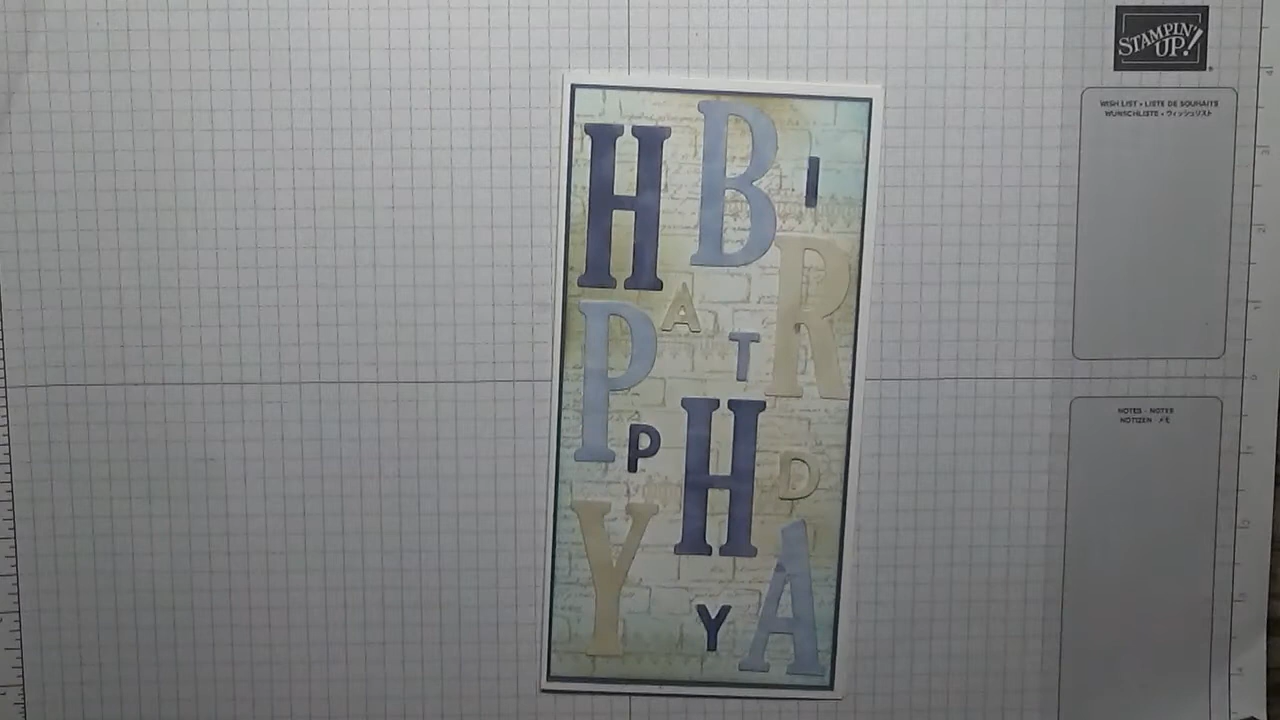 STAMPIN' UP!
WISH LIST • LISTE DE SOUHAITS
WUNSCHLISTE • ウィッシュリスト
H B I
R
A
P T
P H D
Y A
Y
NOTES • NOTES
NOTIZEN • メモ